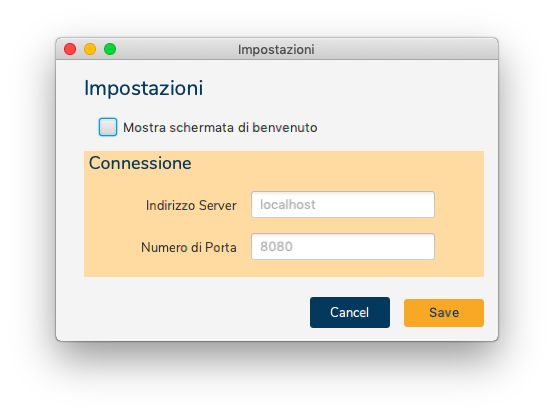 Impostazioni
Impostazioni
Mostra schermata di benvenuto
Connessione
Indirizzo Server localhost
Numero di Porta 8080
Cancel Save